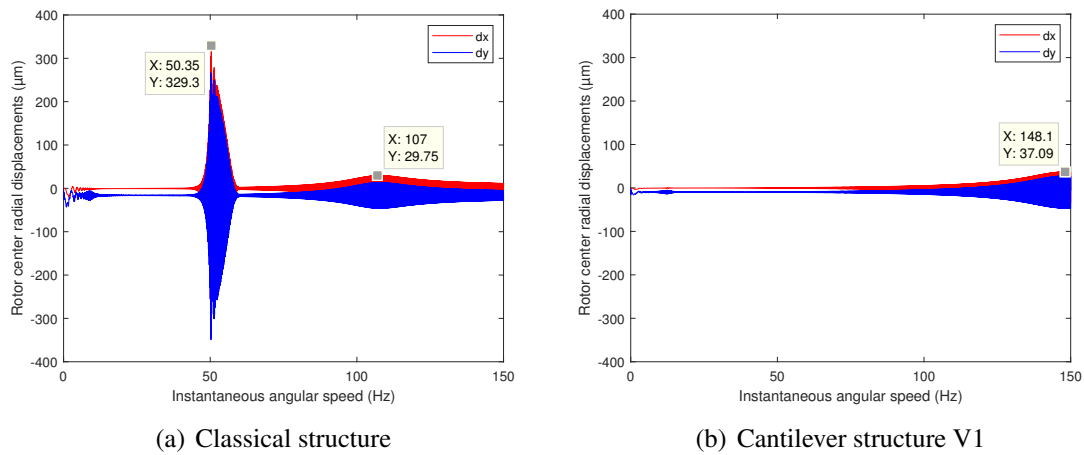 400
300
200
100
0
-100
-200
-300
-400
Rotor center radial displacements (µm)
dx
dy
X: 50.35
Y: 329.3
X: 107
Y: 29.75
0
50
100
150
Instantaneous angular speed (Hz)
(a) Classical structure
400
300
200
100
0
-100
-200
-300
-400
Rotor center radial displacements (µm)
dx
dy
X: 148.1
Y: 37.09
0
50
100
150
Instantaneous angular speed (Hz)
(b) Cantilever structure V1